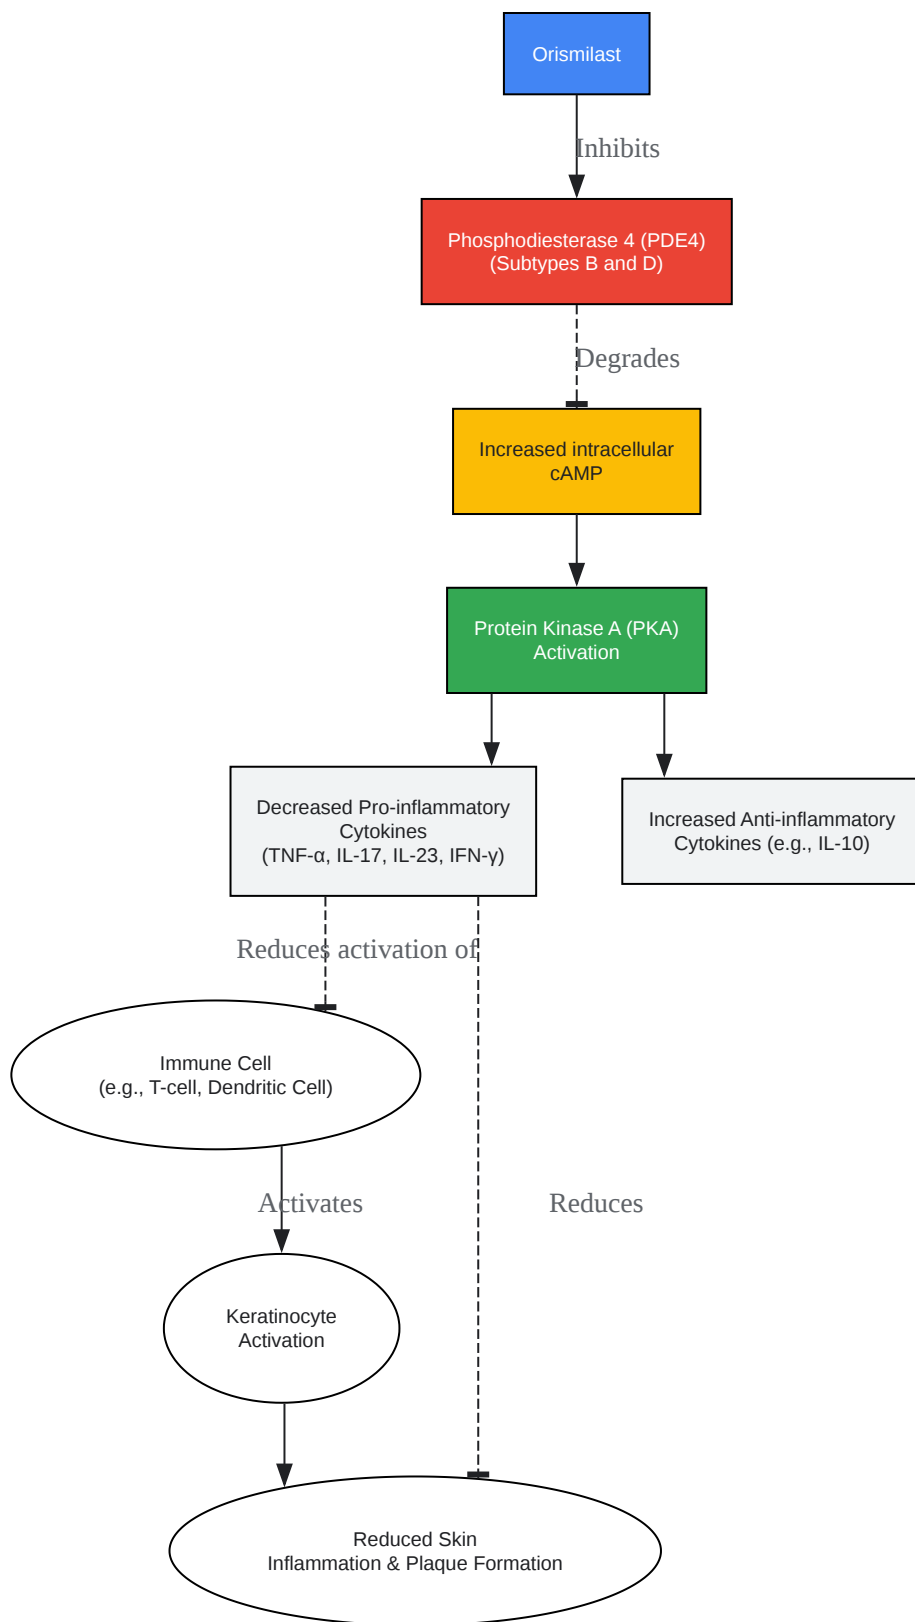 Orismilast
Inhibits
Phosphodiesterase 4 (PDE4)
(Subtypes B and D)
Degrades
Increased intracellular
cAMP
Protein Kinase A (PKA)
Activation
Decreased Pro-inflammatory
Cytokines
(TNF-α, IL-17, IL-23, IFN-γ)
Increased Anti-inflammatory
Cytokines (e.g., IL-10)
Reduces activation of
Immune Cell
(e.g., T-cell, Dendritic Cell)
Activates
Reduces
Keratinocyte
Activation
Reduced Skin
Inflammation & Plaque Formation